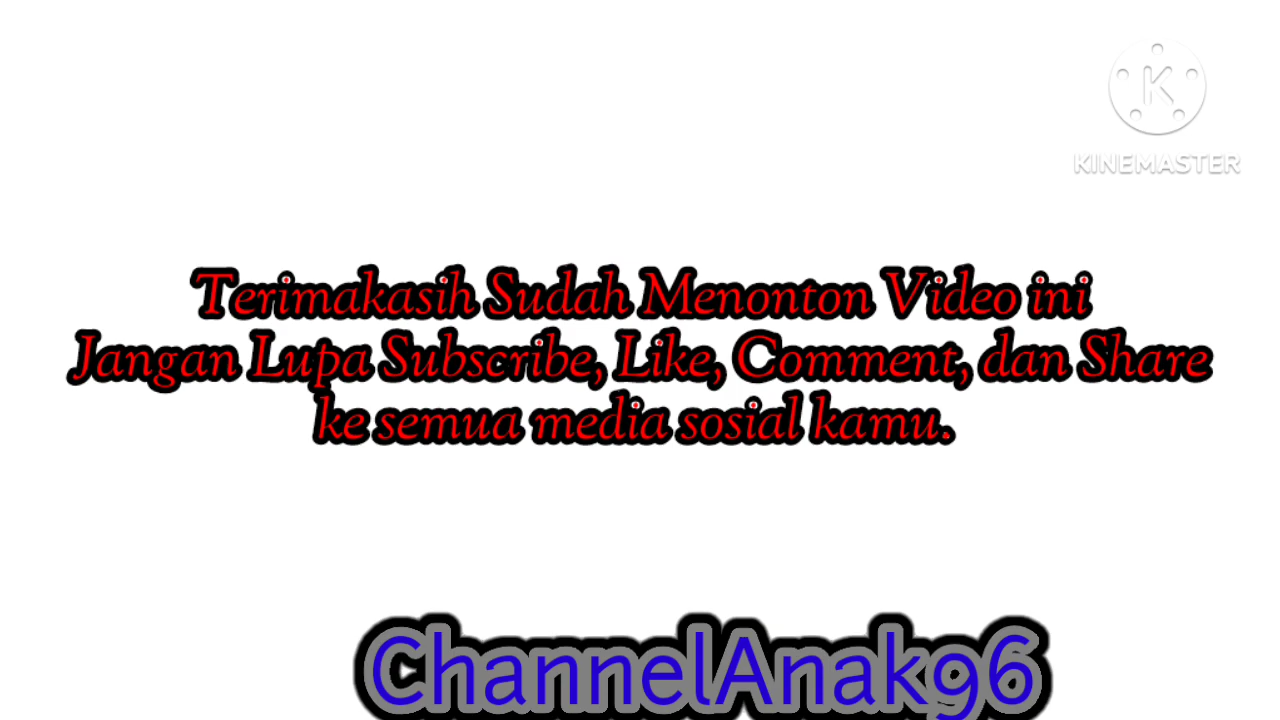 KINEMASTER
Terimakasih Sudah Menonton Video ini
Jangan Lupa Subscribe, Like, Comment, dan Share
ke semua media sosial kamu.
ChannelAnak96